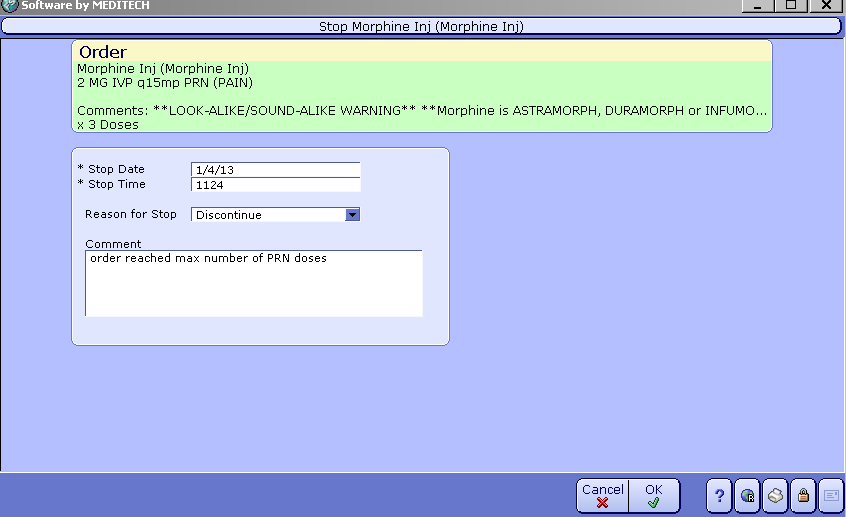 Software by MEDITECH
Stop Morphine Inj (Morphine Inj)
Order
Morphine Inj (Morphine Inj)
2 MG IVP q15mp PRN (PAIN)
Comments: **LOOK-ALIKE/SOUND-ALIKE WARNING** **Morphine is ASTRAMORPH, DURAMORPH or INFUMO...
x 3 Doses
* Stop Date 1/4/13
* Stop Time 1124
Reason for Stop Discontinue
Comment
order reached max number of PRN doses
Cancel OK
? R